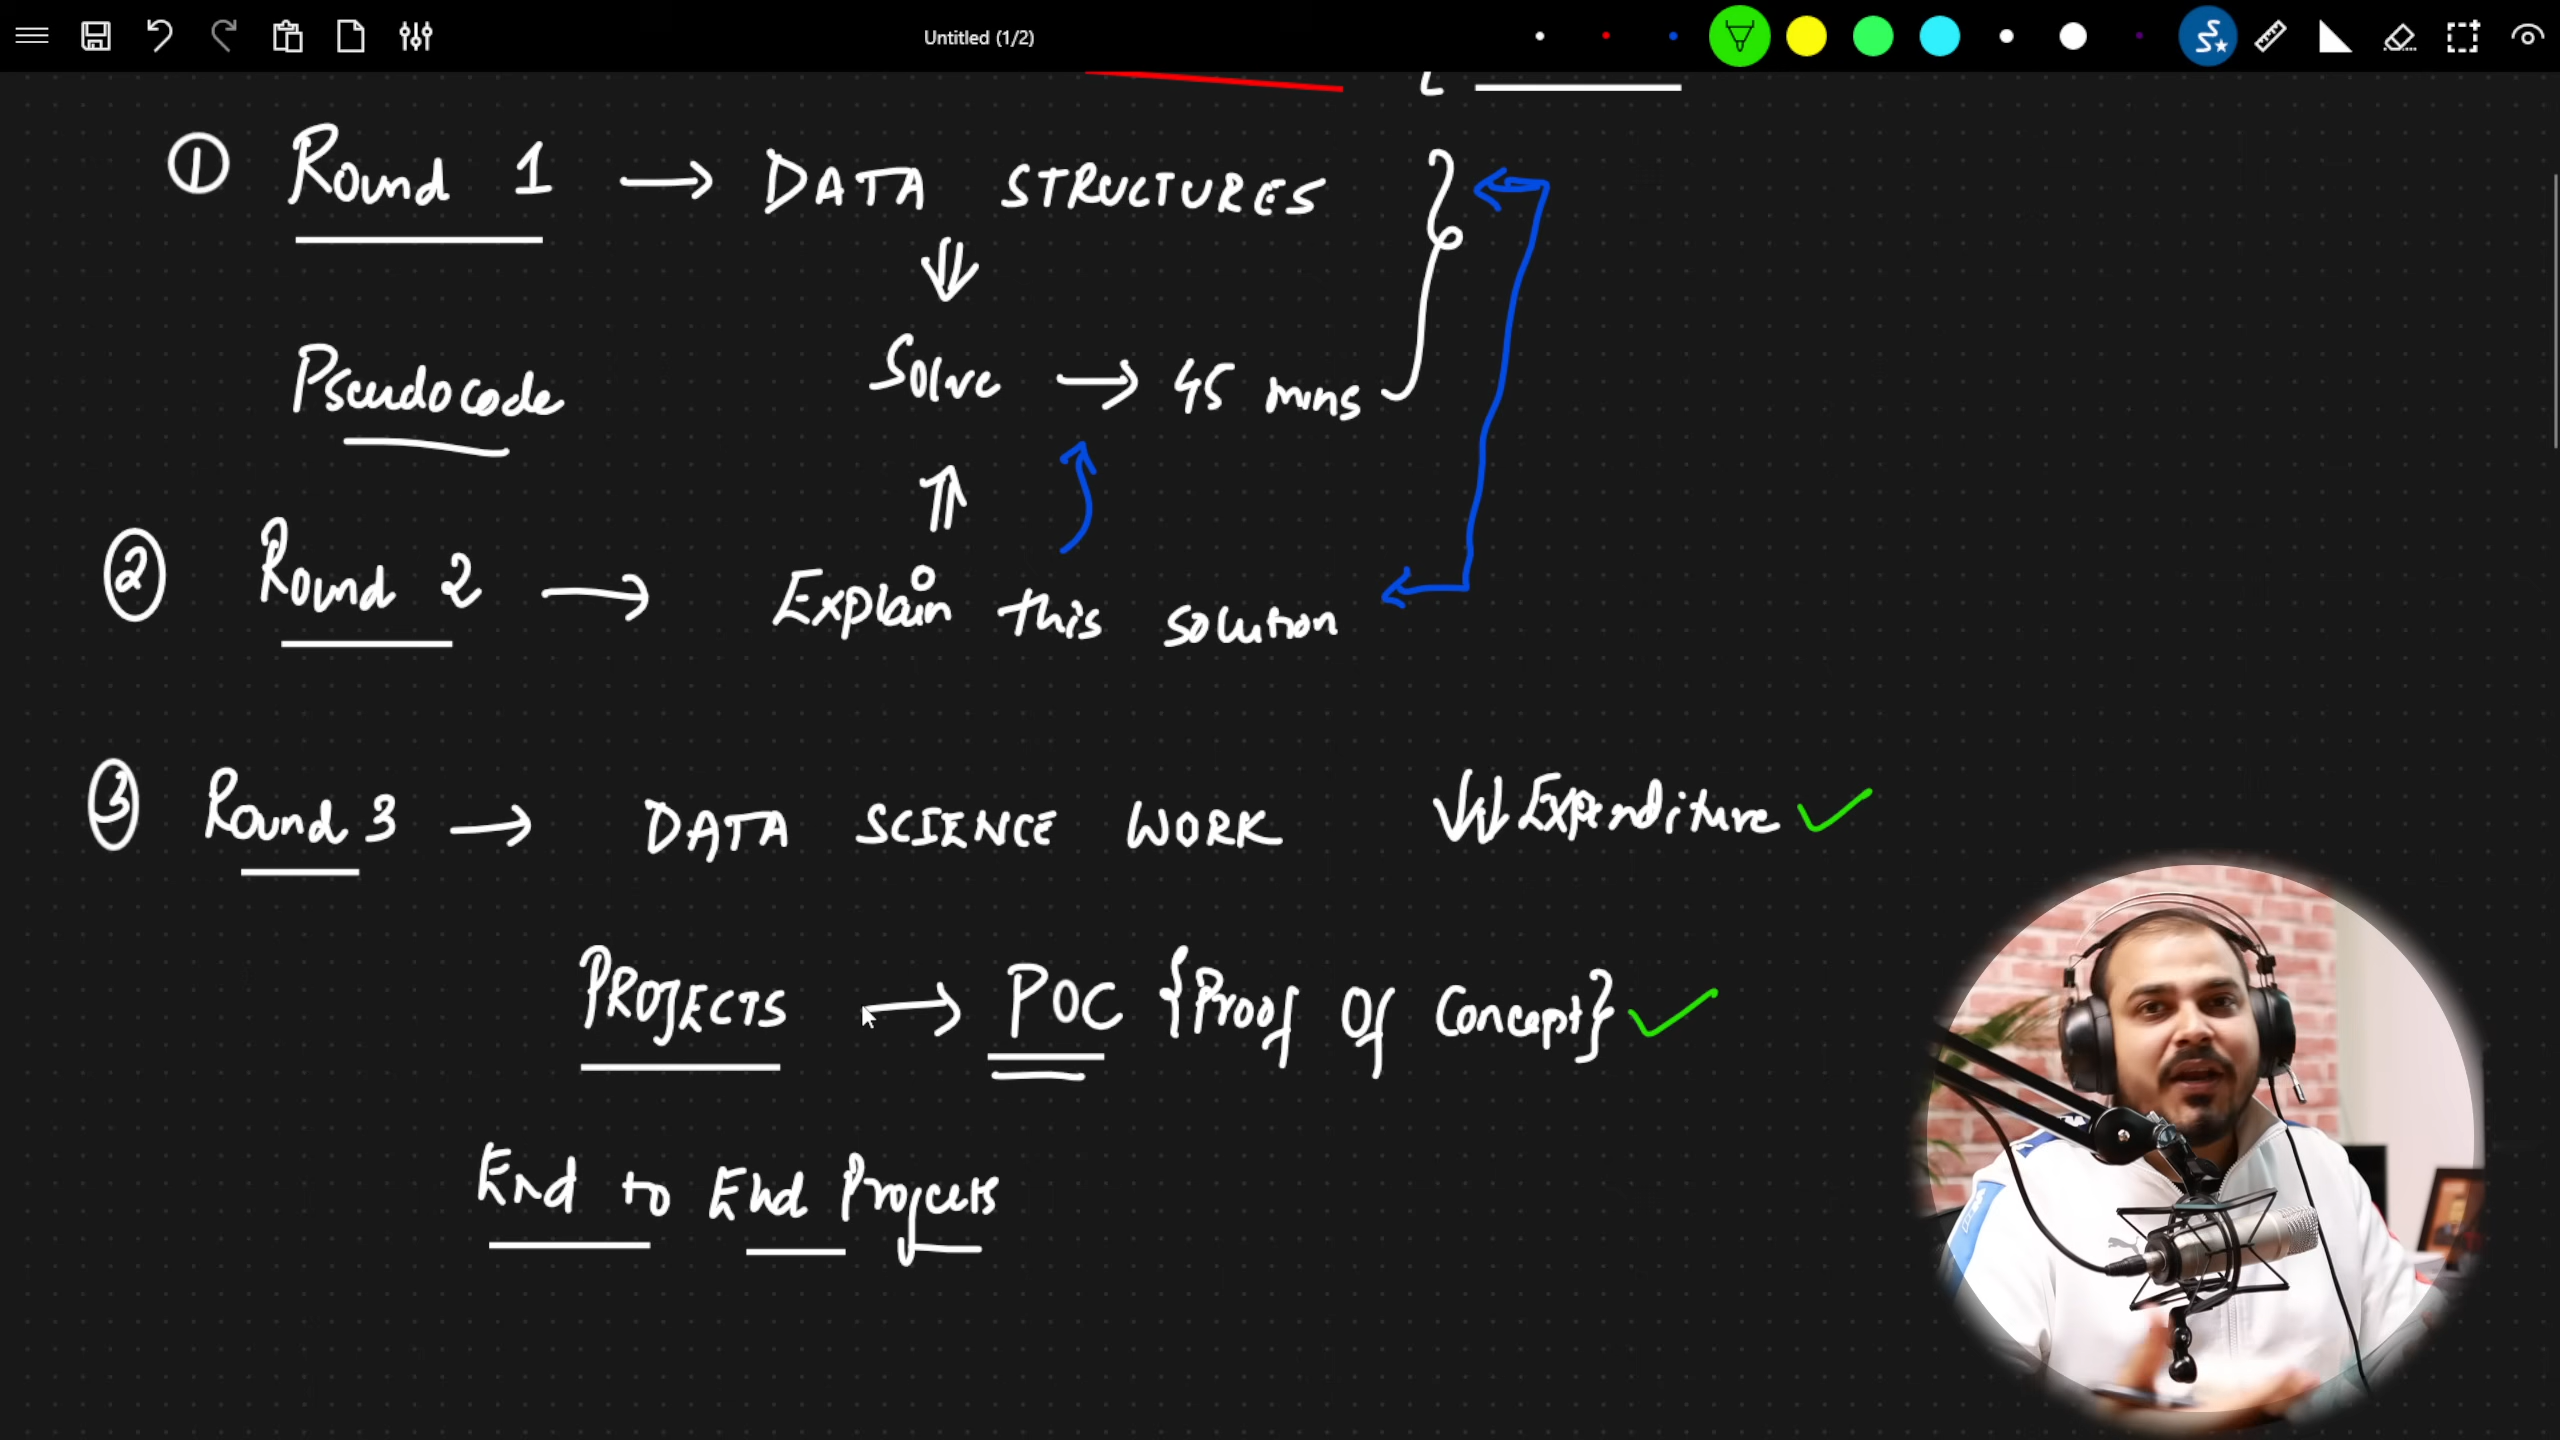 Untitled (1/2)
① Round 1 → DATA STRUCTURES
Pseudocode
Solve → 45 mins
② Round 2 → Explain this solution
③ Round 3 → DATA SCIENCE WORK Expenditure ✓
PROJECTS → POC {Proof Of Concept} ✓
End to End Projects